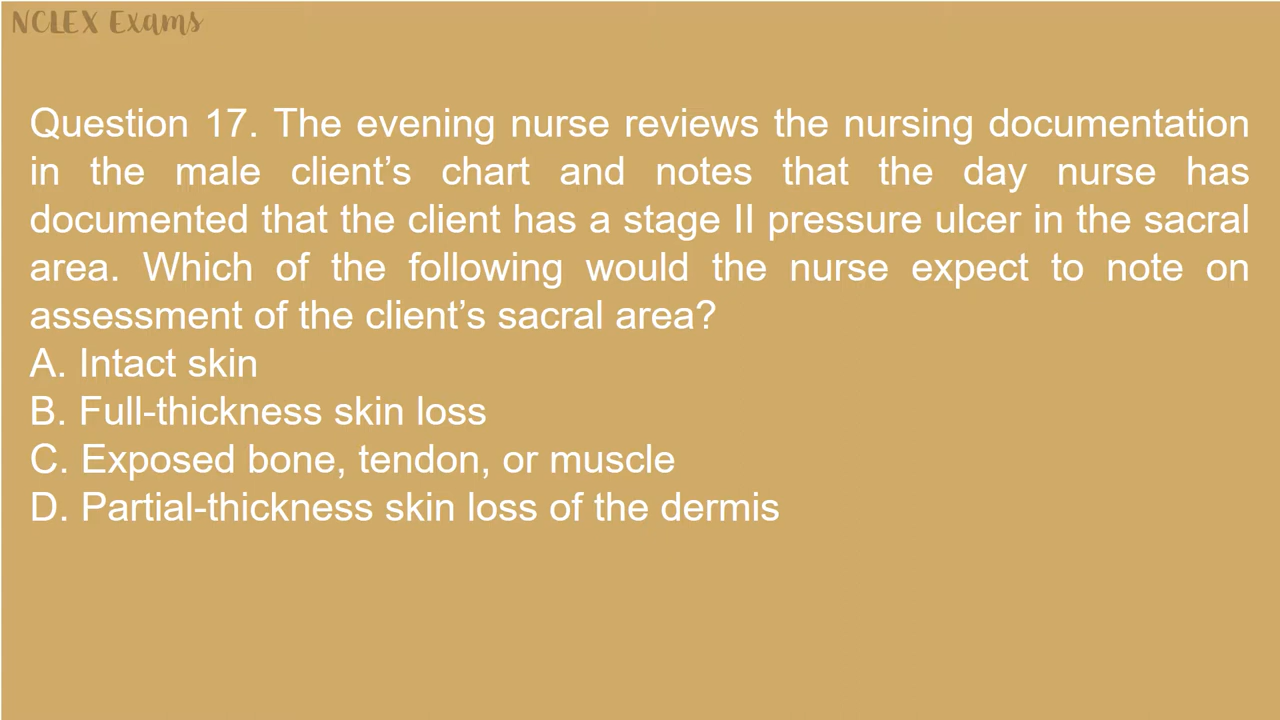 NCLEX Exams
Question 17. The evening nurse reviews the nursing documentation
in the male client’s chart and notes that the day nurse has
documented that the client has a stage II pressure ulcer in the sacral
area. Which of the following would the nurse expect to note on
assessment of the client’s sacral area?
A. Intact skin
B. Full-thickness skin loss
C. Exposed bone, tendon, or muscle
D. Partial-thickness skin loss of the dermis